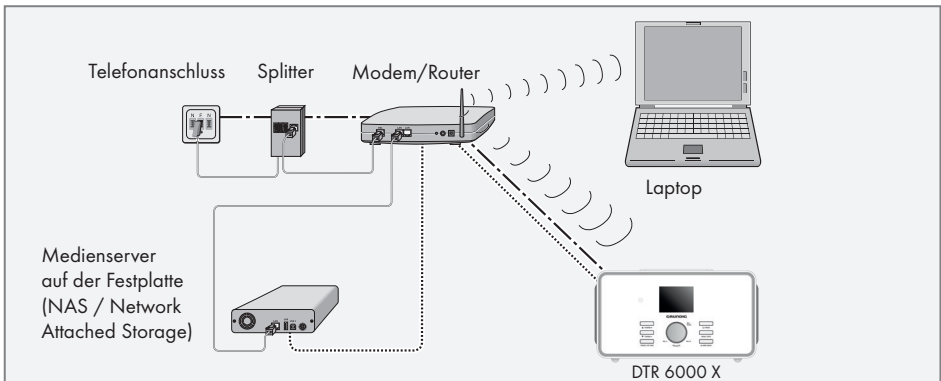 Telefonanschluss
Splitter
Modem/Router
N F N
Laptop
Medienserver
auf der Festplatte
(NAS / Network
Attached Storage)
GRUNDIG
DTR 6000 X